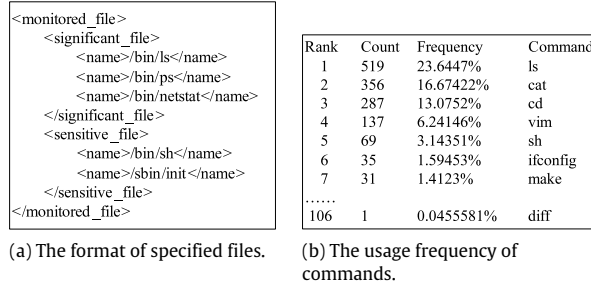 <monitored_file>
<significant_file>
<name>/bin/ls</name>
<name>/bin/ps</name>
<name>/bin/netstat</name>
</significant_file>
<sensitive_file>
<name>/bin/sh</name>
<name>/sbin/init</name>
</sensitive_file>
</monitored_file>
(a) The format of specified files.
Rank Count Frequency Command
1 519 23.6447% ls
2 356 16.67422% cat
3 287 13.0752% cd
4 137 6.24146% vim
5 69 3.14351% sh
6 35 1.59453% ifconfig
7 31 1.4123% make
……
106 1 0.0455581% diff
(b) The usage frequency of
commands.